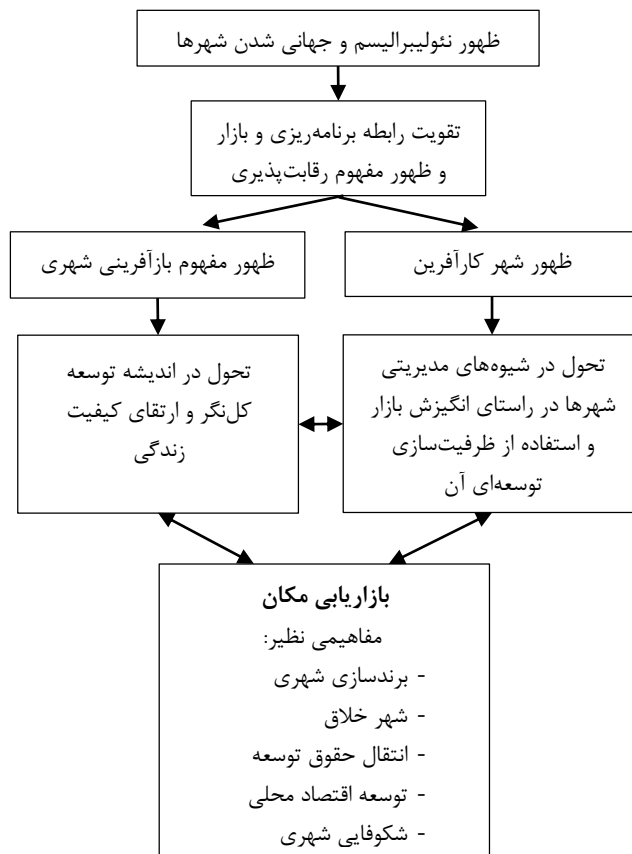 ظهور نئولیبرالیسم و جهانی شدن شهرها
تقویت رابطه برنامه‌ریزی و بازار
و ظهور مفهوم رقابت‌پذیری
ظهور شهر کارآفرین
ظهور مفهوم بازآفرینی شهری
تحول در شیوه‌های مدیریتی
شهرها در راستای انگیزش بازار
و استفاده از ظرفیت‌سازی
توسعه‌ای آن
تحول در اندیشه توسعه
کل‌نگر و ارتقای کیفیت
زندگی
بازاریابی مکان
مفاهیمی نظیر:
- برندسازی شهری
- شهر خلاق
- انتقال حقوق توسعه
- توسعه اقتصاد محلی
- شکوفایی شهری